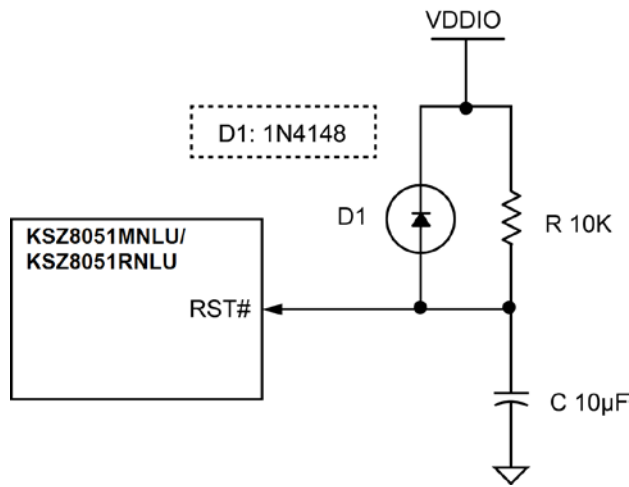 VDDIO
D1: 1N4148
D1
R 10K
KSZ8051MNLU/
KSZ8051RNLU
RST#
C 10µF